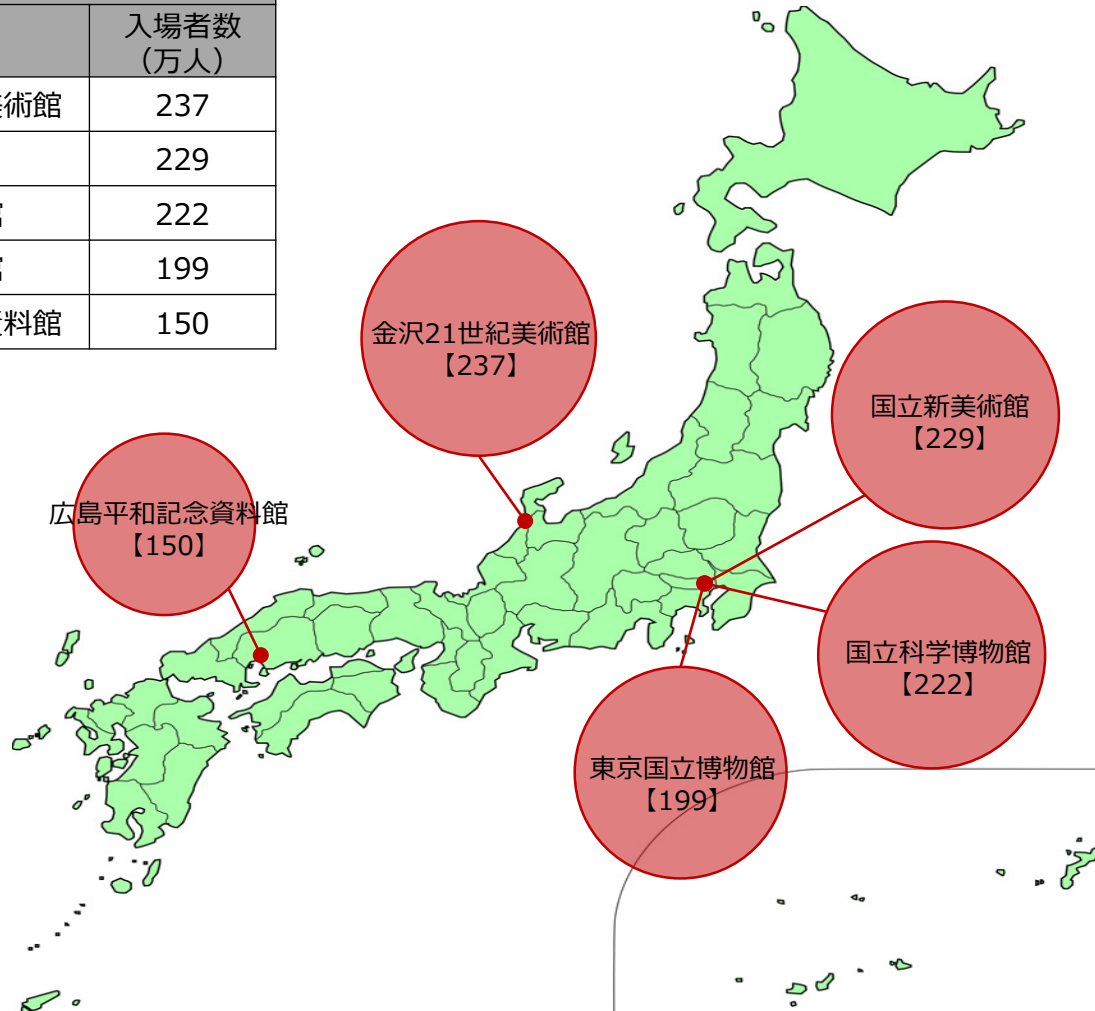 入場者数
（万人）
術館 237
229
222
199
料館 150
金沢21世紀美術館
【237】
国立新美術館
【229】
広島平和記念資料館
【150】
国立科学博物館
【222】
東京国立博物館
【199】